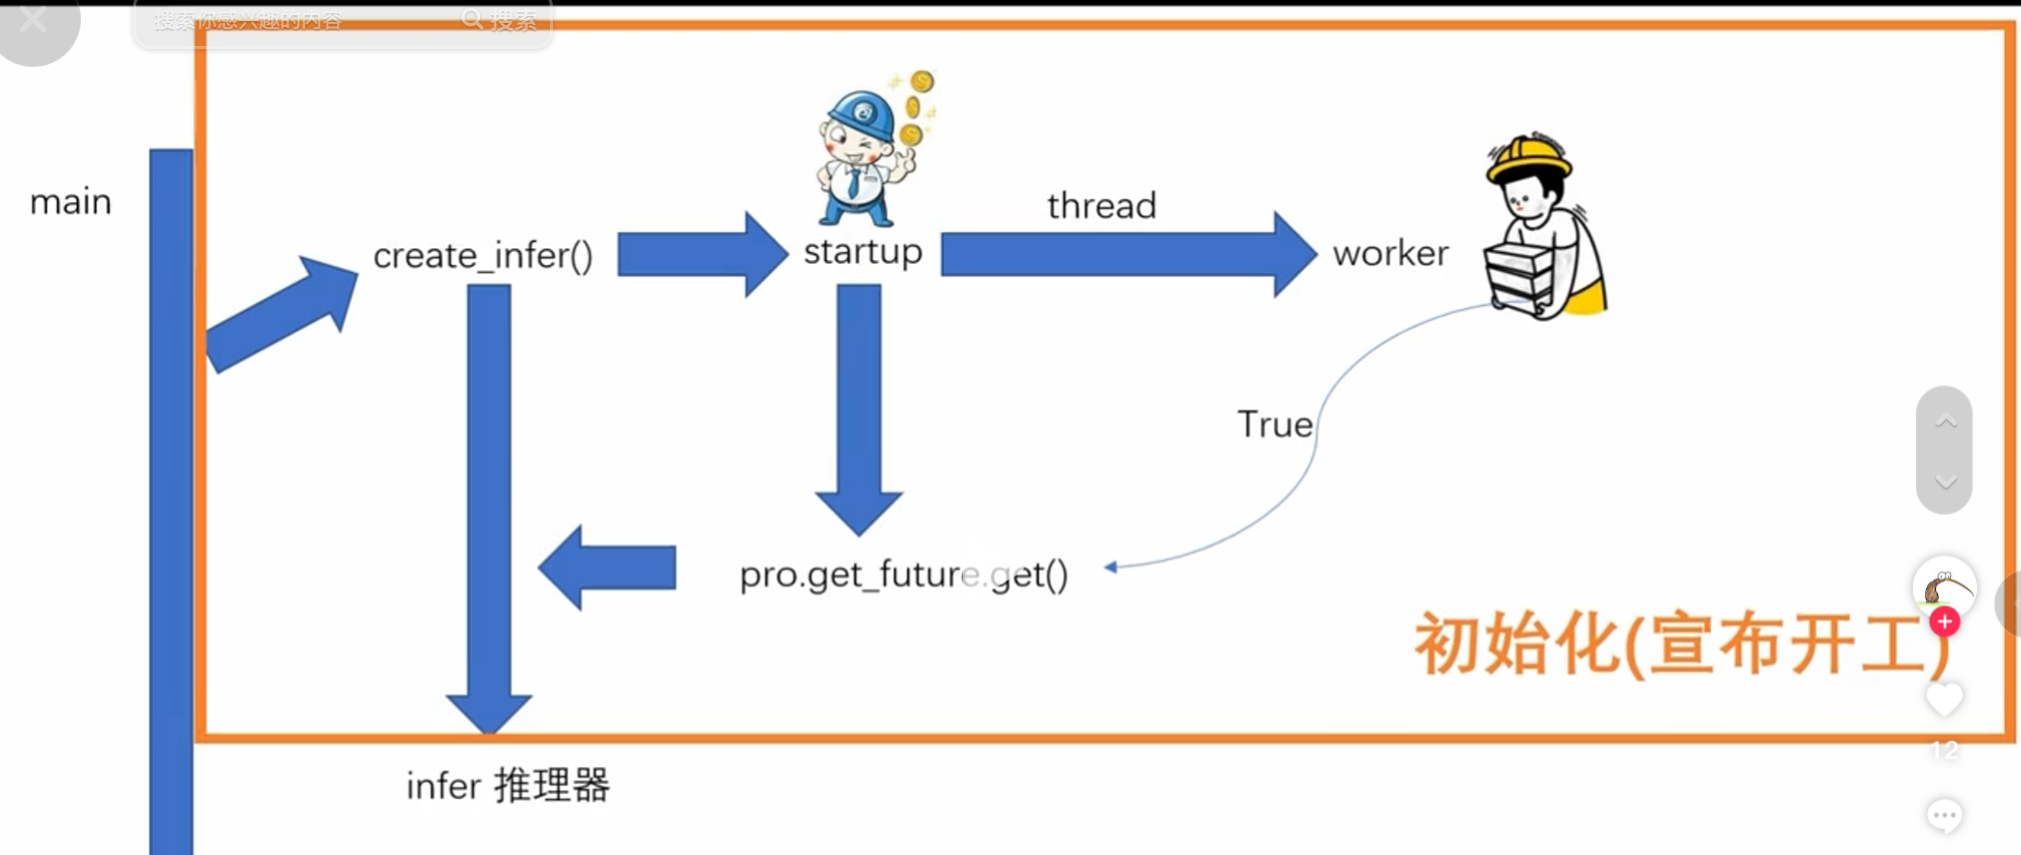 搜索你感兴趣的内容 搜索
main
thread
create_infer()
startup
worker
True
pro.get_future.get()
初始化(宣布开工)
12
infer 推理器